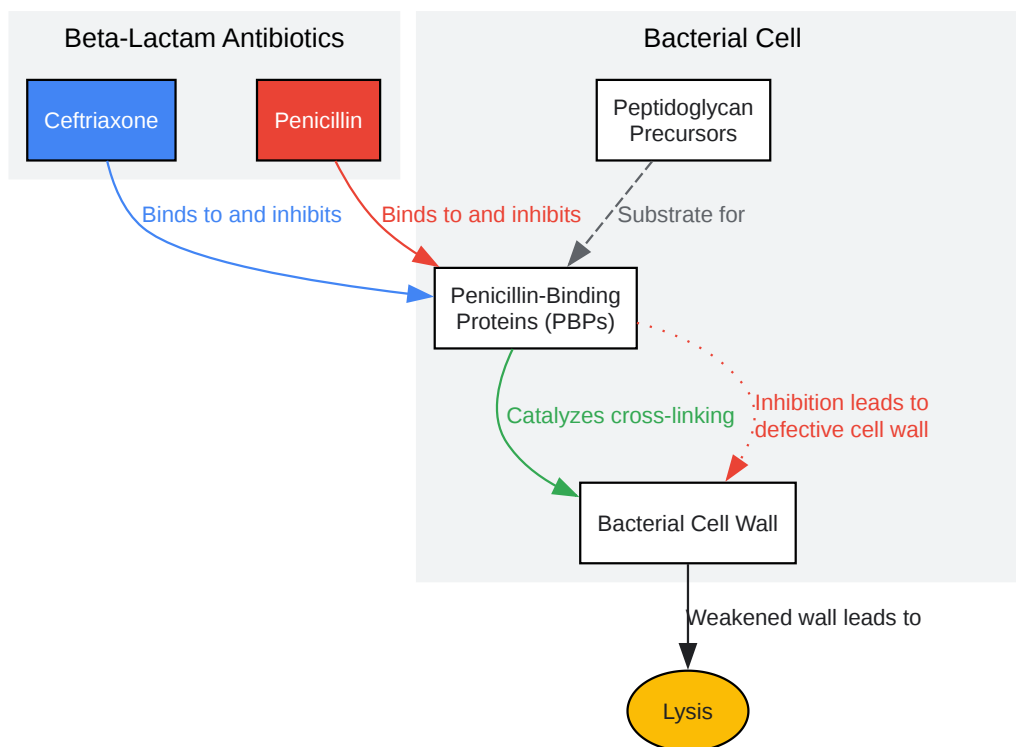 Beta-Lactam Antibiotics
Bacterial Cell
Ceftriaxone
Penicillin
Peptidoglycan
Precursors
Binds to and inhibits
Binds to and inhibits
Substrate for
Penicillin-Binding
Proteins (PBPs)
Catalyzes cross-linking
Inhibition leads to
defective cell wall
Bacterial Cell Wall
Weakened wall leads to
Lysis